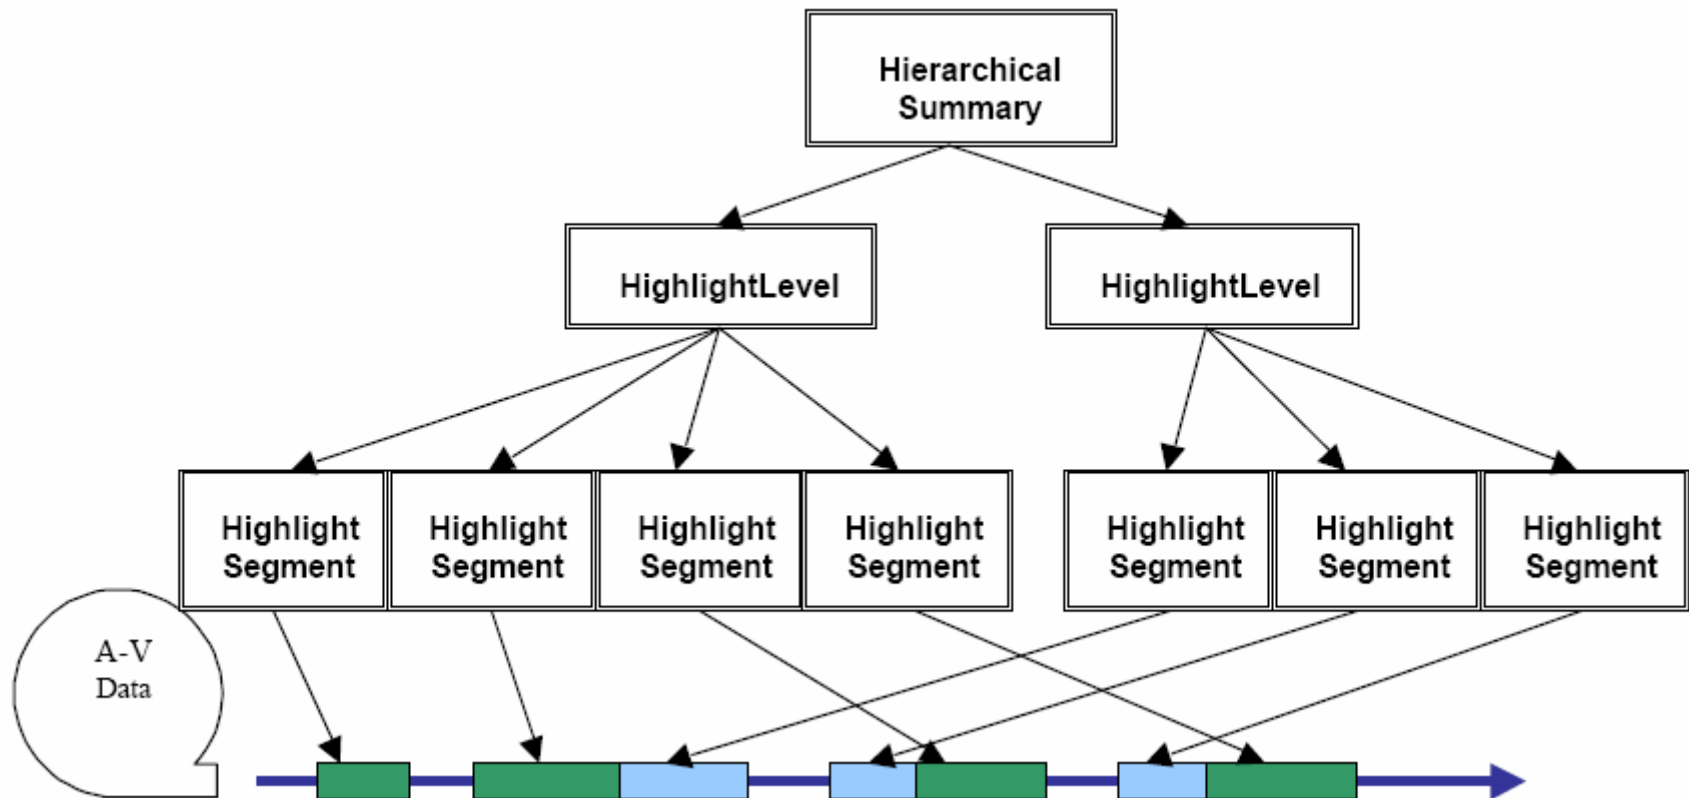 Hierarchical
Summary
HighlightLevel
HighlightLevel
Highlight
Segment
Highlight
Segment
Highlight
Segment
Highlight
Segment
Highlight
Segment
Highlight
Segment
Highlight
Segment
A-V
Data